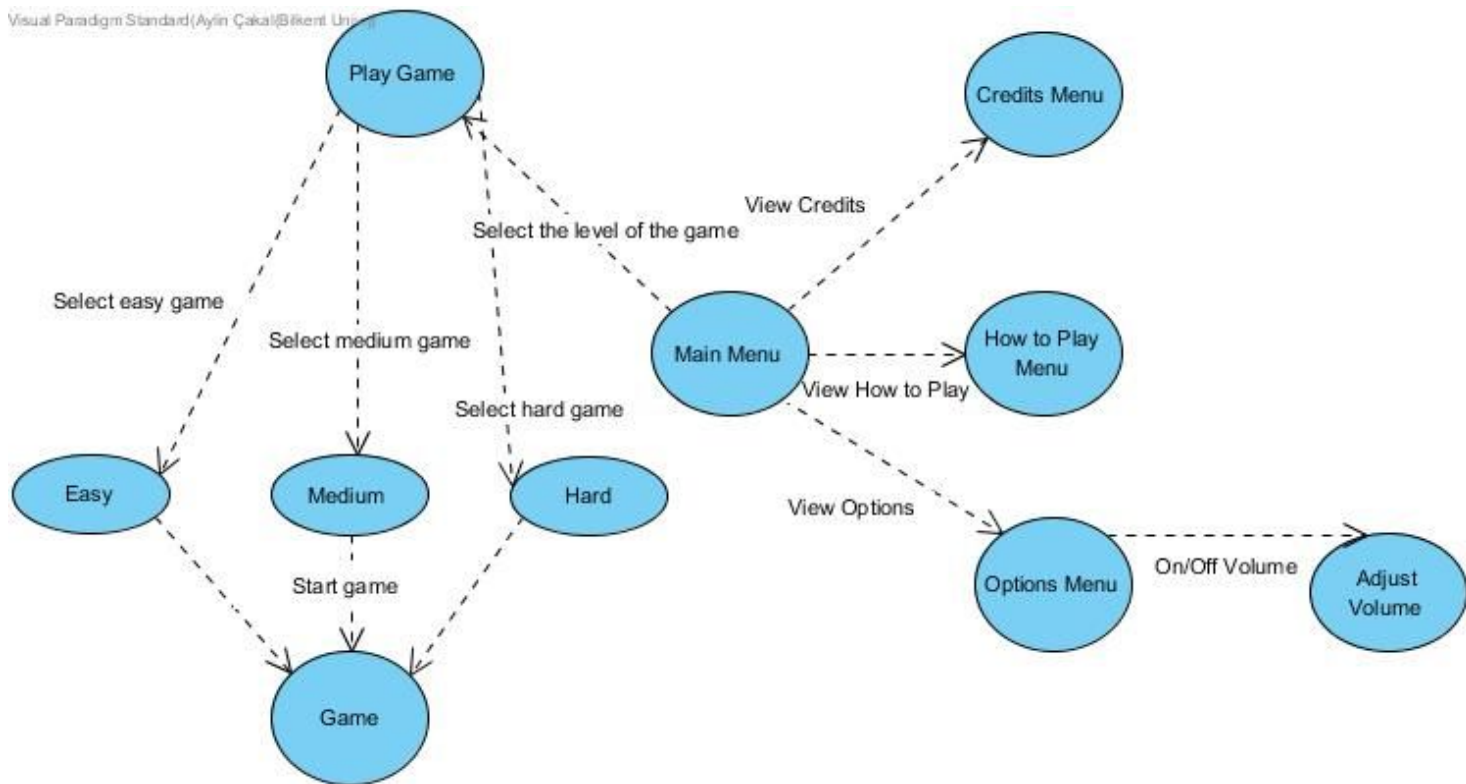 Visual Paradigm Standard(Aylin Çakal(Bilkent
Play Game
Credits Menu
View Credits
Select the level of the game
Select easy game
Select medium game
Main Menu
How to Play
Menu
View How to Play
Select hard game
Easy
Medium
Hard
View Options
Start game
Options Menu
On/Off Volume
Adjust
Volume
Game